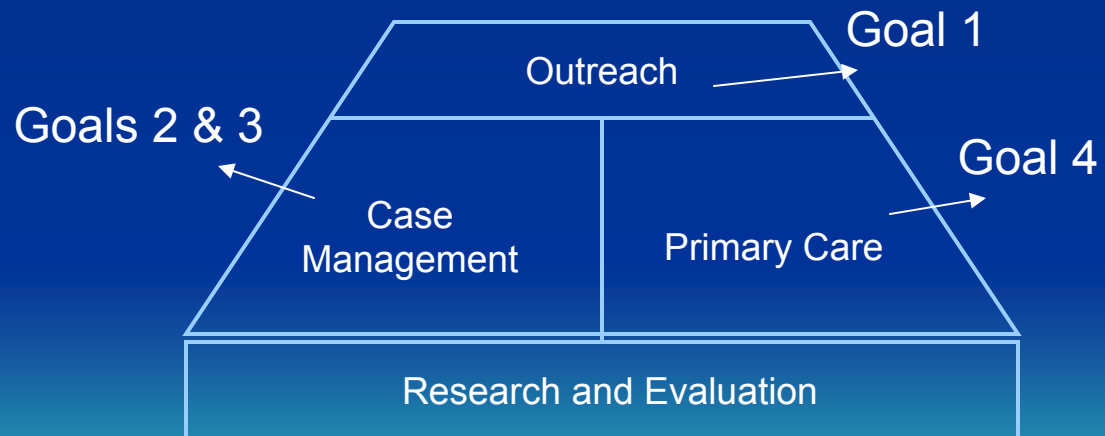 Goal 1
Outreach
Goals 2 & 3
Goal 4
Case
Management
Primary Care
Research and Evaluation